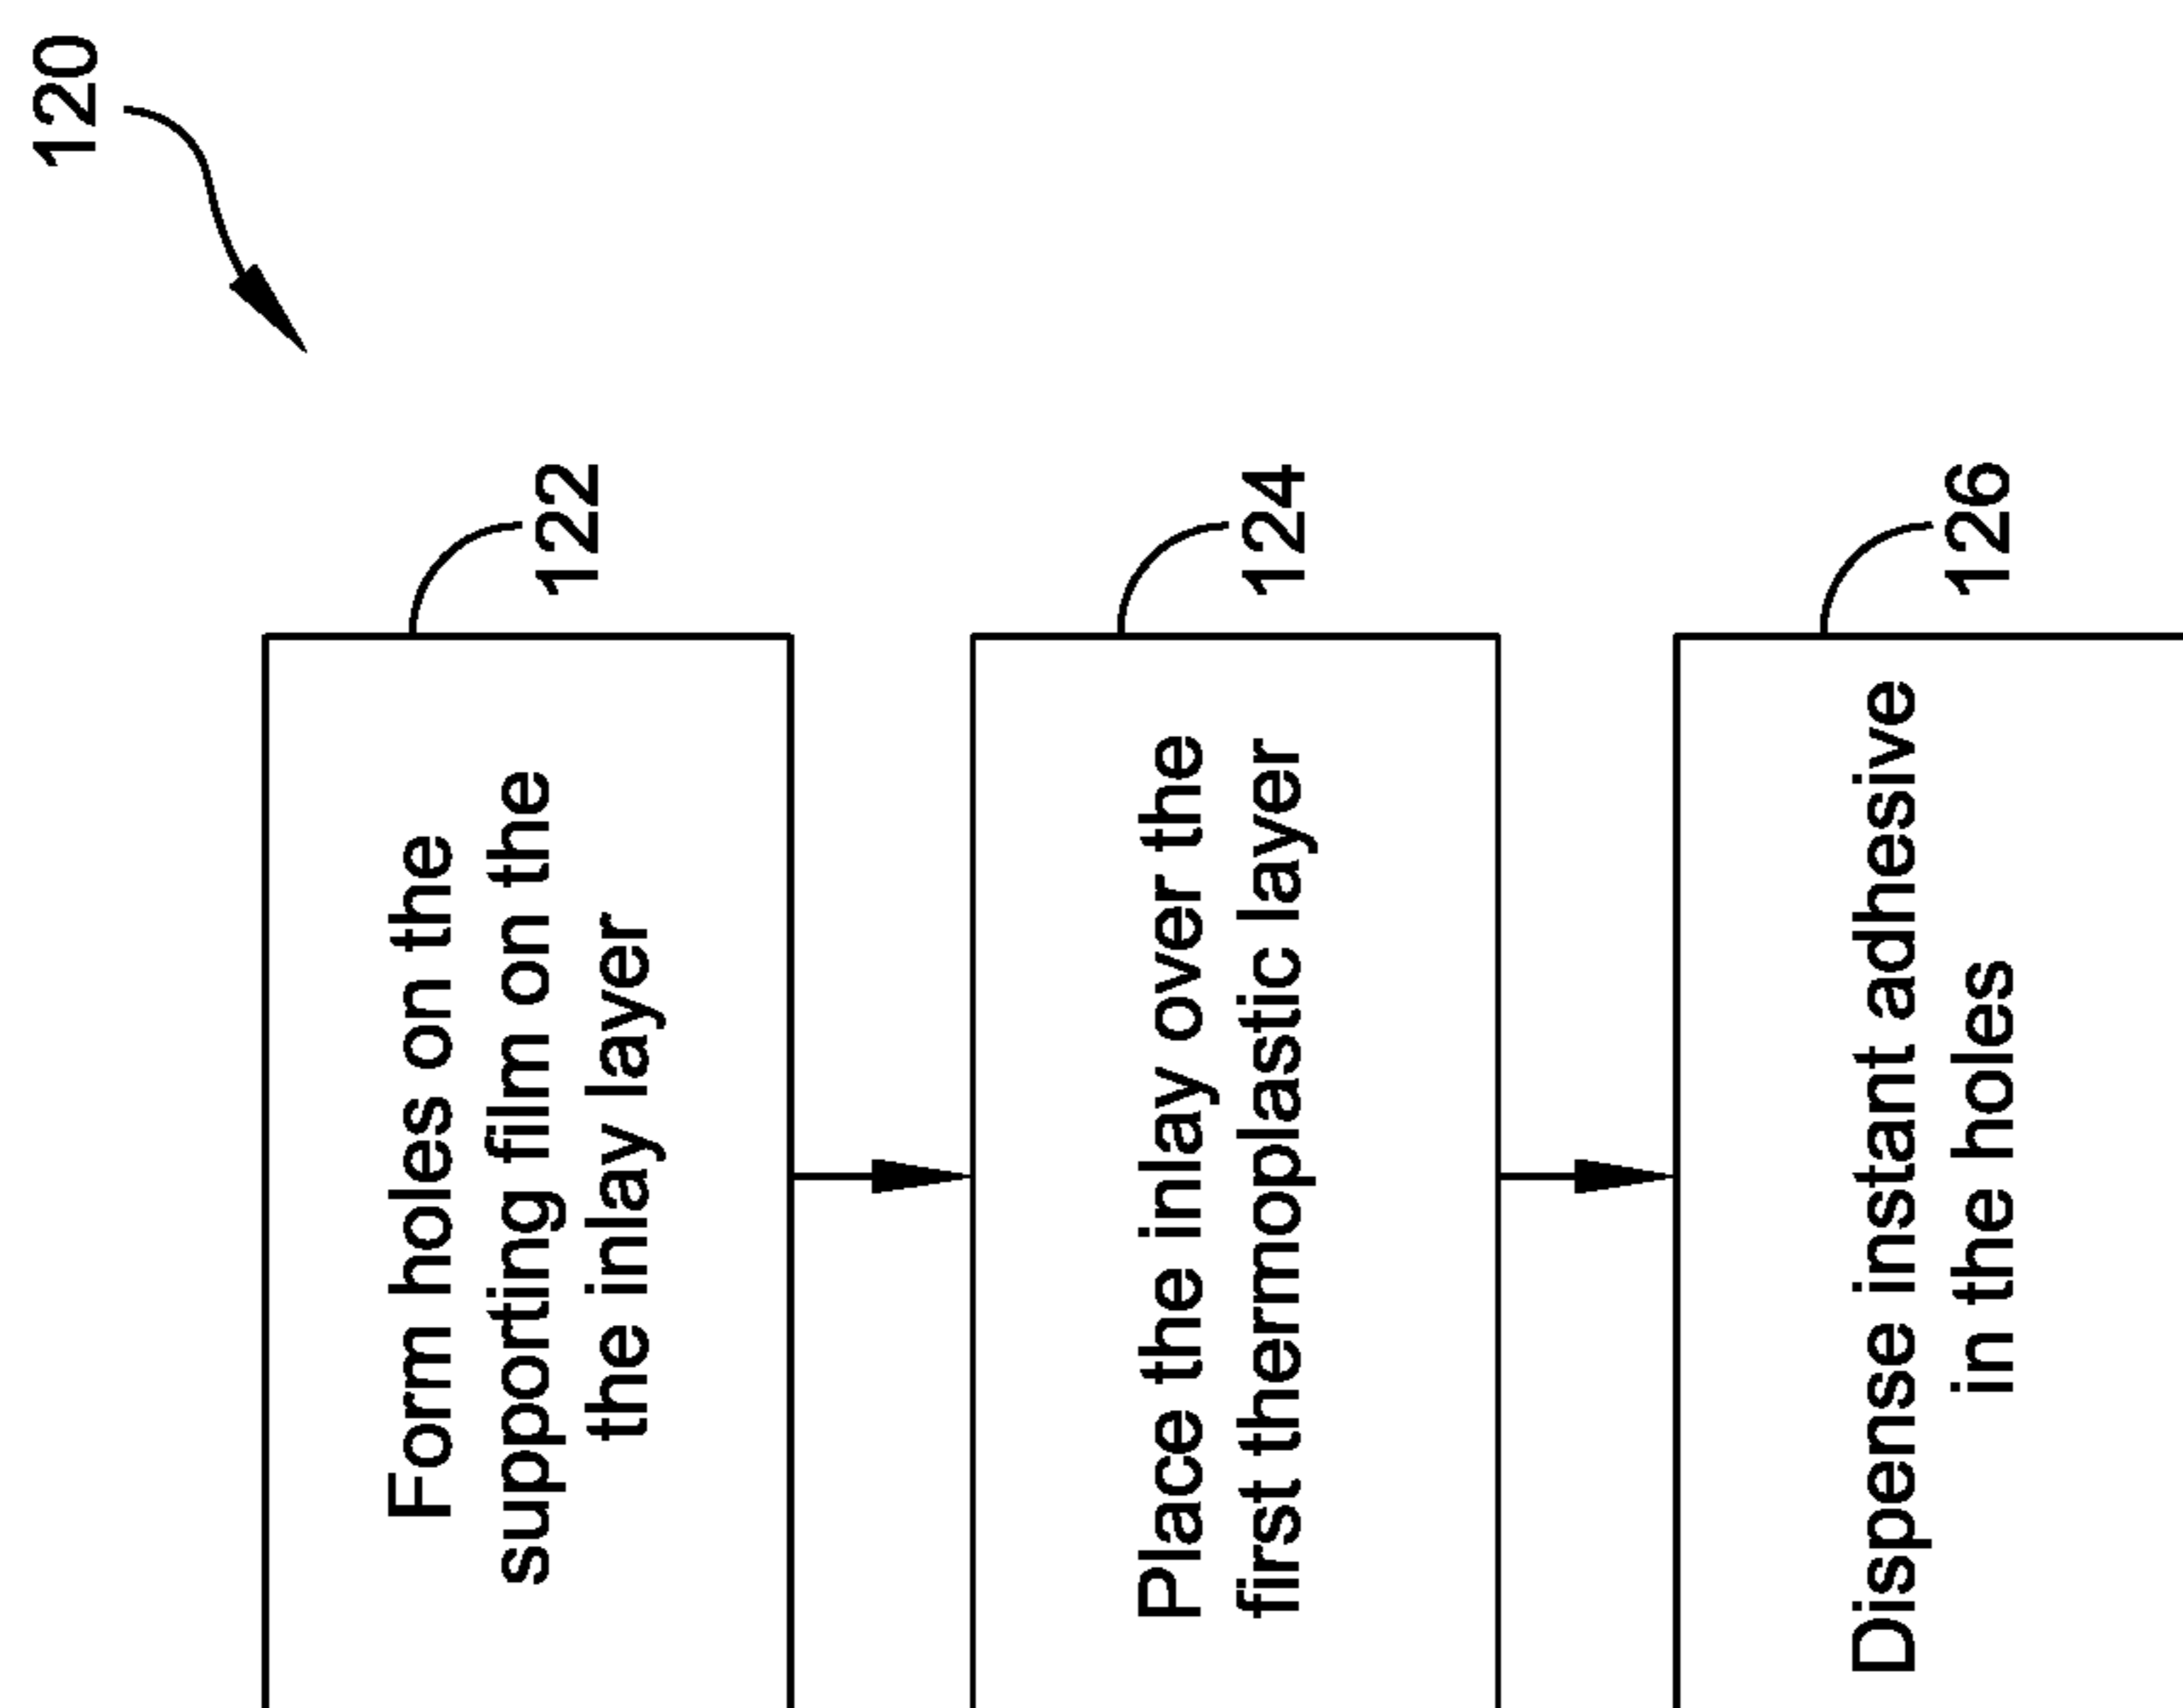 120
Form holes on the
supporting film on the
the inlay layer
122
Place the inlay over the
first thermoplastic layer
124
Dispense instant adhesive
in the holes
126